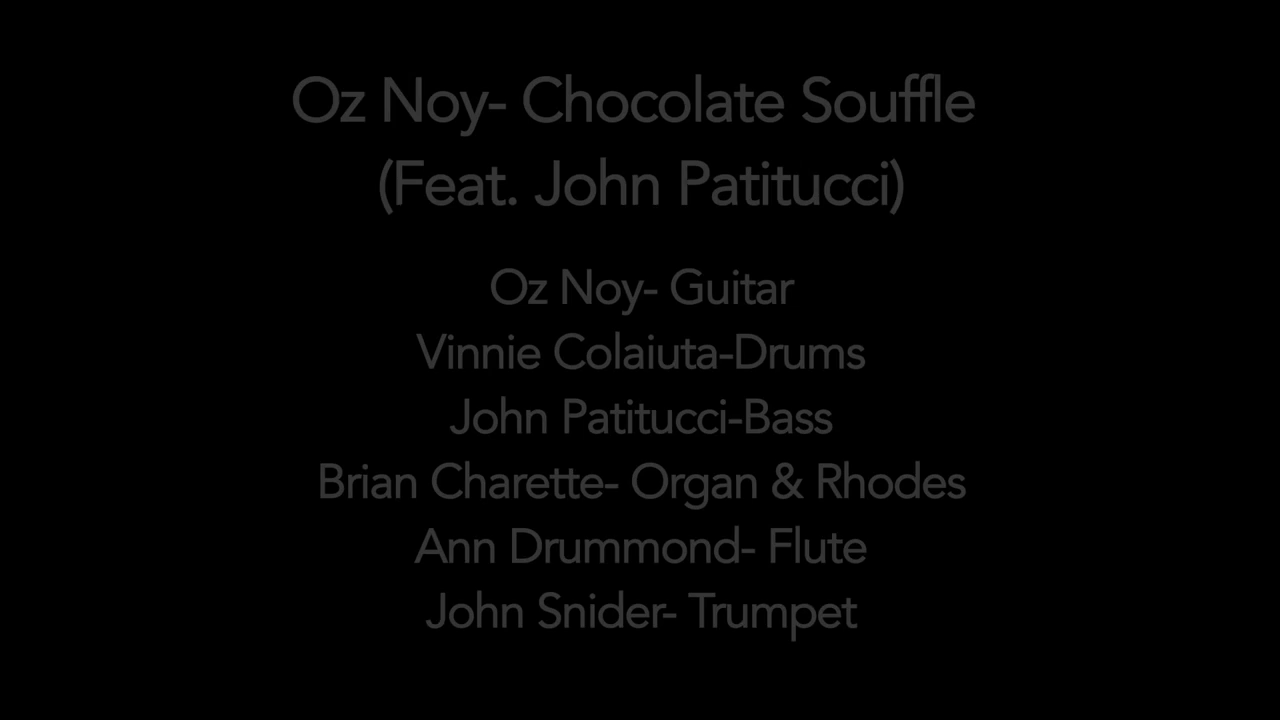 Oz Noy- Chocolate Souffle
(Feat. John Patitucci)
Oz Noy- Guitar
Vinnie Colaiuta-Drums
John Patitucci-Bass
Brian Charette- Organ & Rhodes
Ann Drummond- Flute
John Snider- Trumpet